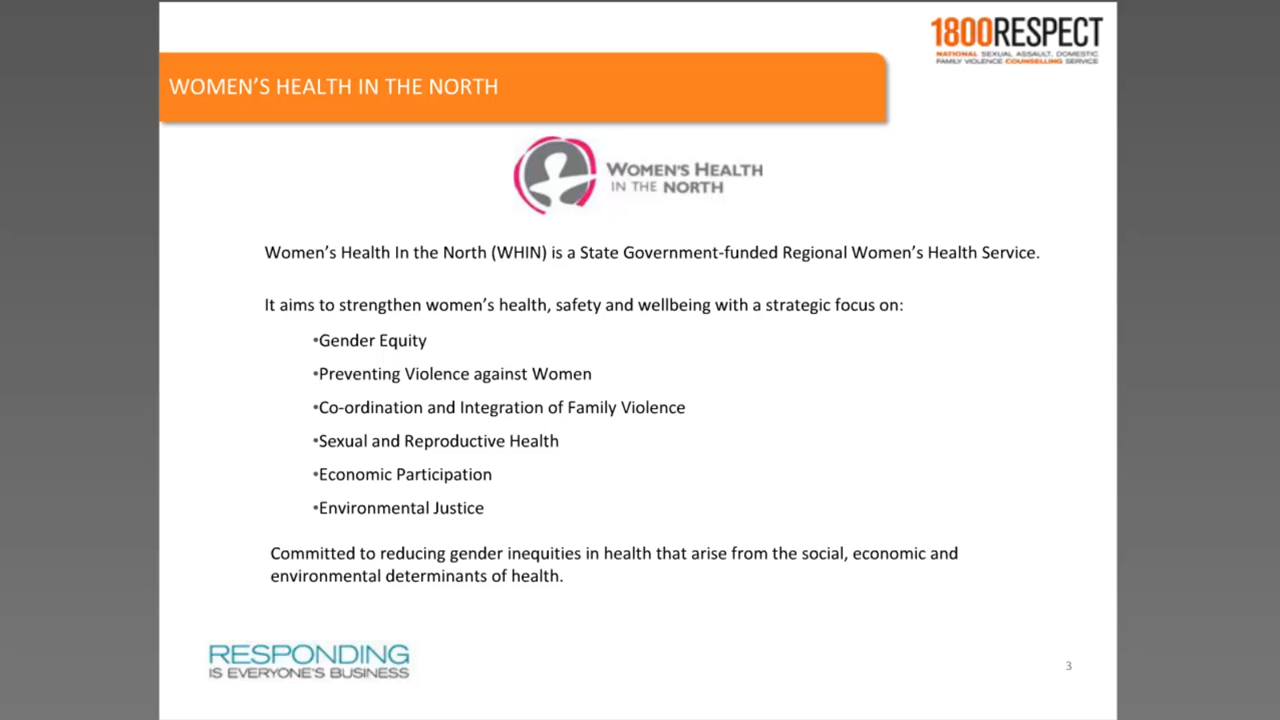 1800RESPECT
NATIONAL SEXUAL ASSAULT, DOMESTIC
FAMILY VIOLENCE COUNSELLING SERVICE
WOMEN'S HEALTH IN THE NORTH
WOMEN'S HEALTH
IN THE NORTH
Women's Health In the North (WHIN) is a State Government-funded Regional Women's Health Service.
It aims to strengthen women's health, safety and wellbeing with a strategic focus on:
•Gender Equity
•Preventing Violence against Women
•Co-ordination and Integration of Family Violence
•Sexual and Reproductive Health
•Economic Participation
•Environmental Justice
Committed to reducing gender inequities in health that arise from the social, economic and
environmental determinants of health.
RESPONDING
IS EVERYONE'S BUSINESS
3